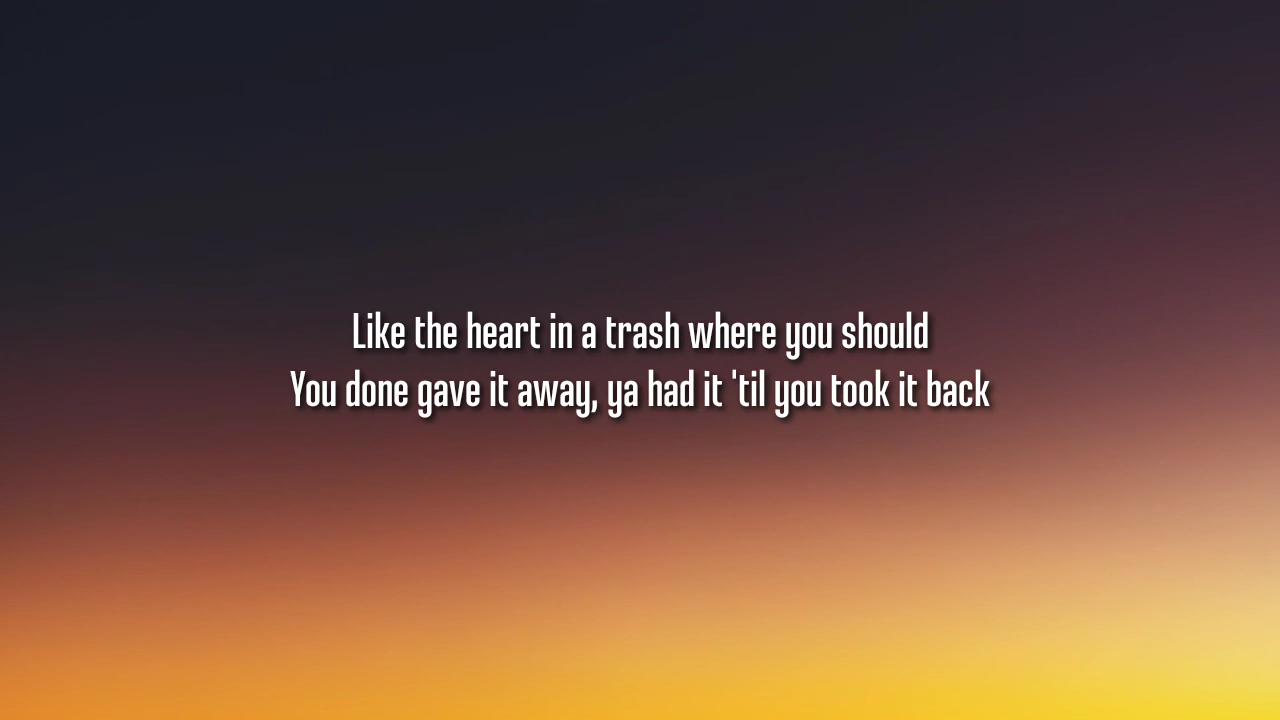 Like the heart in a trash where you should
You done gave it away, ya had it 'til you took it back